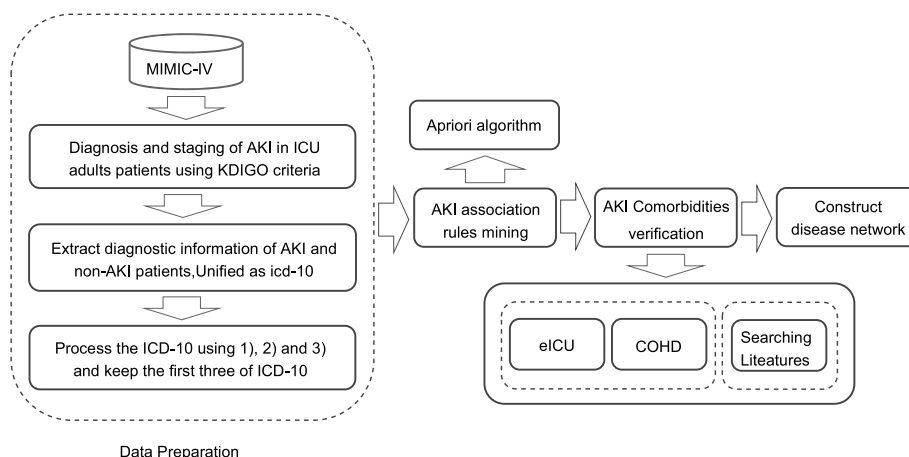 MIMIC-IV
Diagnosis and staging of AKI in ICU
adults patients using KDIGO criteria
Extract diagnostic information of AKI and
non-AKI patients,Unified as icd-10
Process the ICD-10 using 1), 2) and 3)
and keep the first three of ICD-10
Data Preparation
Apriori algorithm
AKI association
rules mining
AKI Comorbidities
verification
Construct
disease network
eICU
COHD
Searching
Liteatures